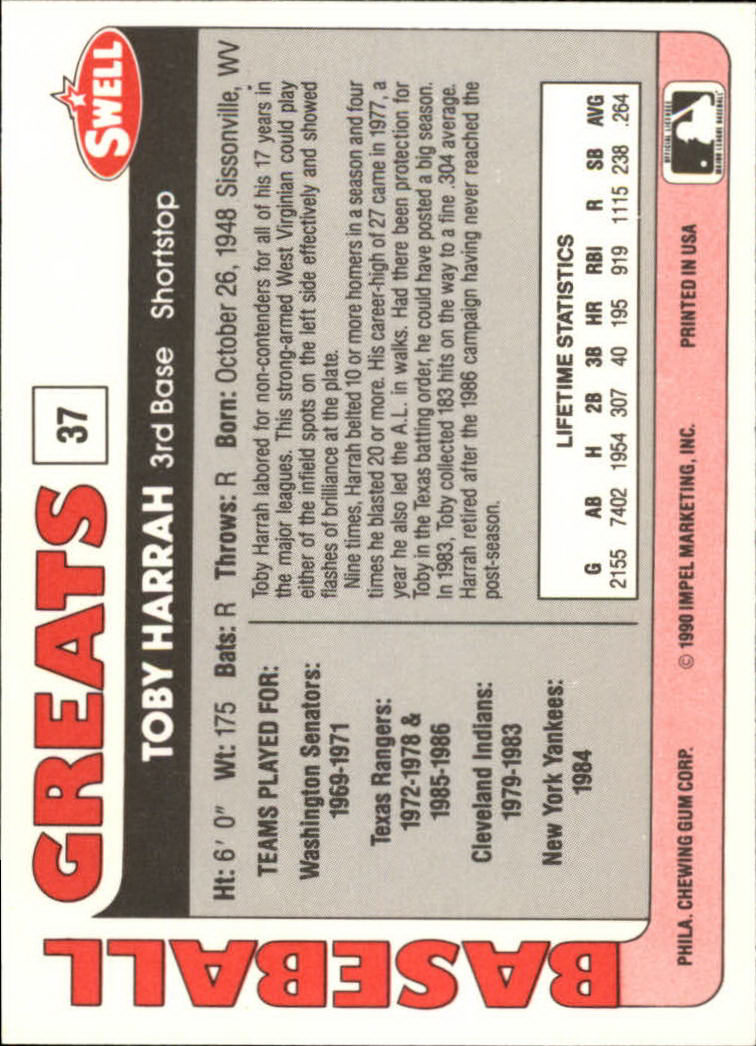 BASEBALL
GREATS
37
SWELL
TOBY HARRAH 3rd Base Shortstop
Ht: 6' 0" Wt: 175 Bats: R Throws: R Born: October 26, 1948 Sissonville, WV
TEAMS PLAYED FOR:
Washington Senators:
1969-1971
Texas Rangers:
1972-1978 &
1985-1986
Cleveland Indians:
1979-1983
New York Yankees:
1984
Toby Harrah labored for non-contenders for all of his 17 years in
the major leagues. This strong-armed West Virginian could play
either of the infield spots on the left side effectively and showed
flashes of brilliance at the plate.
Nine times, Harrah belted 10 or more homers in a season and four
times he blasted 20 or more. His career-high of 27 came in 1977, a
year he also led the A.L. in walks. Had there been protection for
Toby in the Texas batting order, he could have posted a big season.
In 1983, Toby collected 183 hits on the way to a fine .304 average.
Harrah retired after the 1986 campaign having never reached the
post-season.
LIFETIME STATISTICS
G AB H 2B 3B HR RBI R SB AVG
2155 7402 1954 307 40 195 919 1115 238 .264
PHILA. CHEWING GUM CORP. © 1990 IMPEL MARKETING, INC. PRINTED IN USA
OFFICIAL LICENSEE
MAJOR LEAGUE BASEBALL